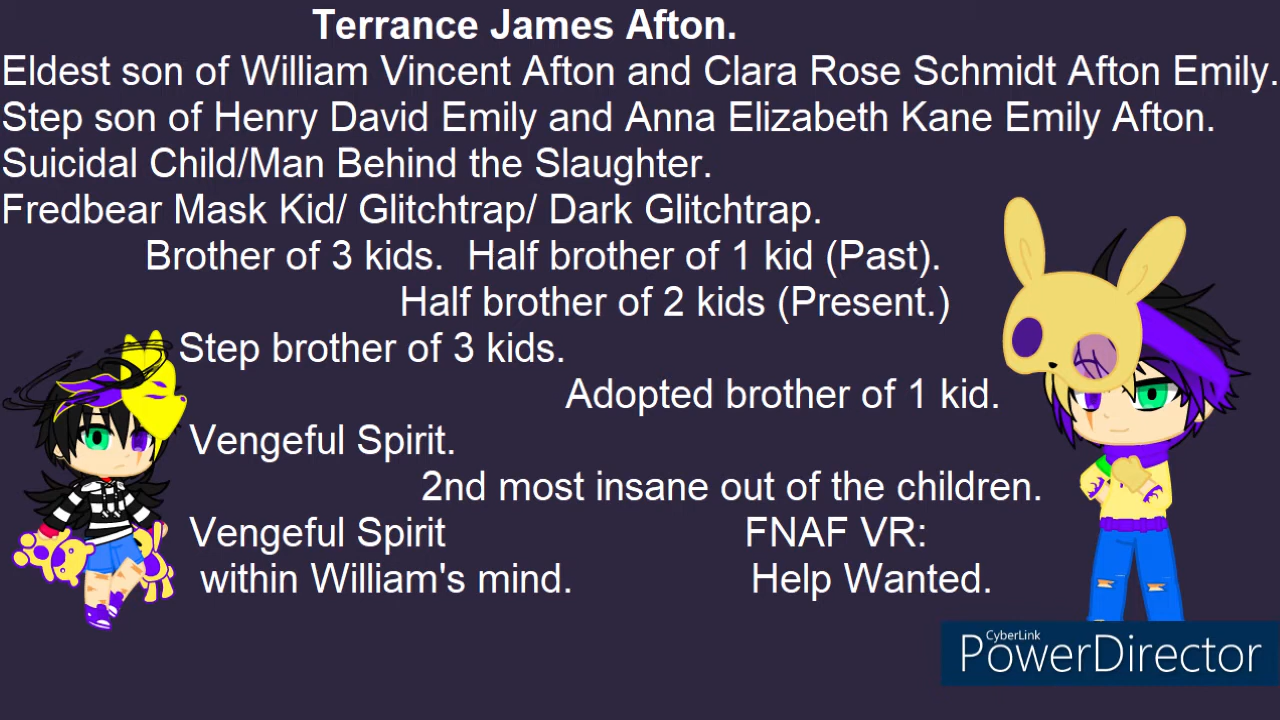 Terrance James Afton.
Eldest son of William Vincent Afton and Clara Rose Schmidt Afton Emily.
Step son of Henry David Emily and Anna Elizabeth Kane Emily Afton.
Suicidal Child/Man Behind the Slaughter.
Fredbear Mask Kid/ Glitchtrap/ Dark Glitchtrap.
Brother of 3 kids. Half brother of 1 kid (Past).
Half brother of 2 kids (Present.)
Step brother of 3 kids.
Adopted brother of 1 kid.
Vengeful Spirit.
2nd most insane out of the children.
Vengeful Spirit
within William's mind.
FNAF VR:
Help Wanted.
CyberLink
PowerDirector